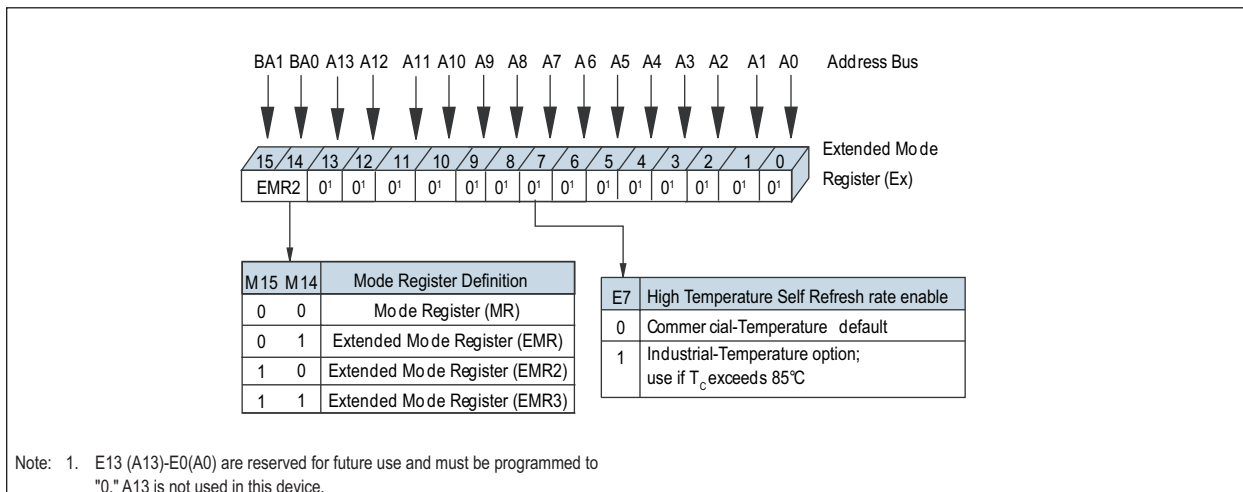 BA1 BA0 A13 A12 A11 A10 A9 A8 A7 A6 A5 A4 A3 A2 A1 A0 Address Bus
15 14 13 12 11 10 9 8 7 6 5 4 3 2 1 0
Extended Mode
Register (Ex)
EMR2 0¹ 0¹ 0¹ 0¹ 0¹ 0¹ 0¹ 0¹ 0¹ 0¹ 0¹ 0¹ 0¹ 0¹
M15 M14 Mode Register Definition
0 0 Mode Register (MR)
0 1 Extended Mode Register (EMR)
1 0 Extended Mode Register (EMR2)
1 1 Extended Mode Register (EMR3)
E7 High Temperature Self Refresh rate enable
0 Commercial-Temperature default
1 Industrial-Temperature option;
use if TC exceeds 85°C
Note: 1. E13 (A13)-E0(A0) are reserved for future use and must be programmed to
"0." A13 is not used in this device.